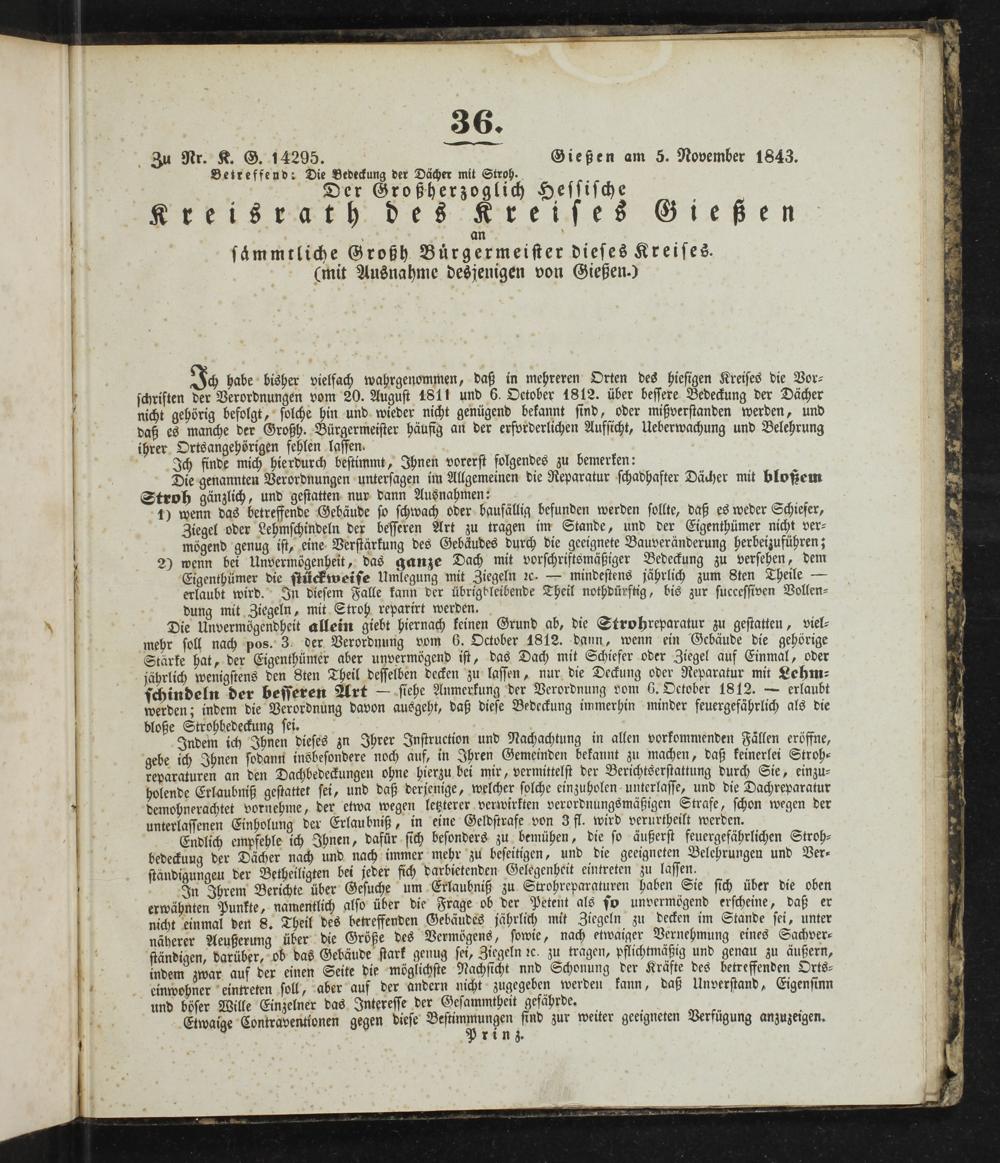 36.
Zu Nr. K. G. 14295. Gießen am 5. November 1843.
Betreffend: Die Bedeckung der Dächer mit Stroh.
Der Großherzoglich Hessische
Kreisrath des Kreises Gießen
an
sämmtliche Großh Bürgermeister dieses Kreises.
(mit Ausnahme desjenigen von Gießen.)
Ich habe bisher vielfach wahrgenommen, daß in mehreren Orten des hiesigen Kreises die Vor-
schriften der Verordnungen vom 20. August 1811 und 6. October 1812. über bessere Bedeckung der Dächer
nicht gehörig befolgt, solche hin und wieder nicht genügend bekannt sind, oder mißverstanden werden, und
daß es manche der Großh. Bürgermeister häufig an der erforderlichen Aufsicht, Ueberwachung und Belehrung
ihrer Ortsangehörigen fehlen lassen.
Ich finde mich hierdurch bestimmt, Ihnen vorerst folgendes zu bemerken:
Die genannten Verordnungen untersagen im Allgemeinen die Reparatur schadhafter Dächer mit bloßem
Stroh gänzlich, und gestatten nur dann Ausnahmen:
1) wenn das betreffende Gebäude so schwach oder baufällig befunden werden sollte, daß es weder Schiefer,
Ziegel oder Lehmschindeln der besseren Art zu tragen im Stande, und der Eigenthümer nicht ver-
mögend genug ist, eine Verstärkung des Gebäudes durch die geeignete Bauveränderung herbeizuführen;
2) wenn bei Unvermögenheit, das ganze Dach mit vorschriftsmäßiger Bedeckung zu versehen, dem
Eigenthümer die stückweise Umlegung mit Ziegeln ꝛc. — mindestens jährlich zum 8ten Theile —
erlaubt wird. In diesem Falle kann der übrigbleibende Theil nothdürftig, bis zur successiven Vollen-
dung mit Ziegeln, mit Stroh reparirt werden.
Die Unvermögendheit allein giebt hiernach keinen Grund ab, die Strohreparatur zu gestatten, viel-
mehr soll nach pos. 3 der Verordnung vom 6. October 1812. dann, wenn ein Gebäude die gehörige
Stärke hat, der Eigenthümer aber unvermögend ist, das Dach mit Schiefer oder Ziegel auf Einmal, oder
jährlich wenigstens den 8ten Theil desselben decken zu lassen, nur die Deckung oder Reparatur mit Lehm-
schindeln der besseren Art — siehe Anmerkung der Verordnung vom 6. October 1812. — erlaubt
werden; indem die Verordnung davon ausgeht, daß diese Bedeckung immerhin minder feuergefährlich als die
bloße Strohbedeckung sei.
Indem ich Ihnen dieses zn Ihrer Instruction und Nachachtung in allen vorkommenden Fällen eröffne,
gebe ich Ihnen sodann insbesondere noch auf, in Ihren Gemeinden bekannt zu machen, daß keinerlei Stroh-
reparaturen an den Dachbedeckungen ohne hierzu bei mir, vermittelst der Berichtserstattung durch Sie, einzu-
holende Erlaubniß gestattet sei, und daß derjenige, welcher solche einzuholen unterlasse, und die Dachreparatur
demohnerachtet vornehme, der etwa wegen letzterer verwirkten verordnungsmäßigen Strafe, schon wegen der
unterlassenen Einholung der Erlaubniß, in eine Geldstrafe von 3 fl. wird verurtheilt werden.
Endlich empfehle ich Ihnen, dafür sich besonders zu bemühen, die so äußerst feuergefährlichen Stroh-
bedeckung der Dächer nach und nach immer mehr zu beseitigen, und die geeigneten Belehrungen und Ver-
ständigungen der Betheiligten bei jeder sich darbietenden Gelegenheit eintreten zu lassen.
In Ihrem Berichte über Gesuche um Erlaubniß zu Strohreparaturen haben Sie sich über die oben
erwähnten Punkte, namentlich also über die Frage ob der Petent als so unvermögend erscheine, daß er
nicht einmal den 8. Theil des betreffenden Gebäudes jährlich mit Ziegeln zu decken im Stande sei, unter
näherer Aeußerung über die Größe des Vermögens, sowie, nach etwaiger Vernehmung eines Sachver-
ständigen, darüber, ob das Gebäude stark genug sei, Ziegeln ꝛc. zu tragen, pflichtmäßig und genau zu äußern,
indem zwar auf der einen Seite die möglichste Nachsicht nnd Schonung der Kräfte des betreffenden Orts-
einwohner eintreten soll, aber auf der andern nicht zugegeben werden kann, daß Unverstand, Eigensinn
und böser Wille Einzelner das Interesse der Gesammtheit gefährde.
Etwaige Contraventionen gegen diese Bestimmungen sind zur weiter geeigneten Verfügung anzuzeigen.
Prinz.